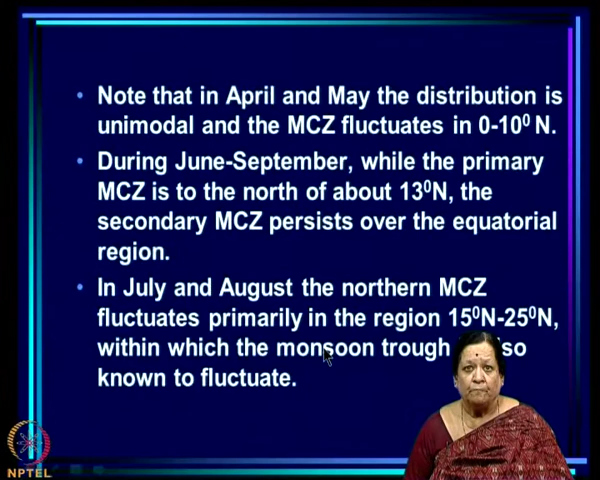 Note that in April and May the distribution is
unimodal and the MCZ fluctuates in 0-10⁰ N.
During June-September, while the primary
MCZ is to the north of about 13⁰N, the
secondary MCZ persists over the equatorial
region.
In July and August the northern MCZ
fluctuates primarily in the region 15⁰N-25⁰N,
within which the monsoon trough so
known to fluctuate.
NPTEL